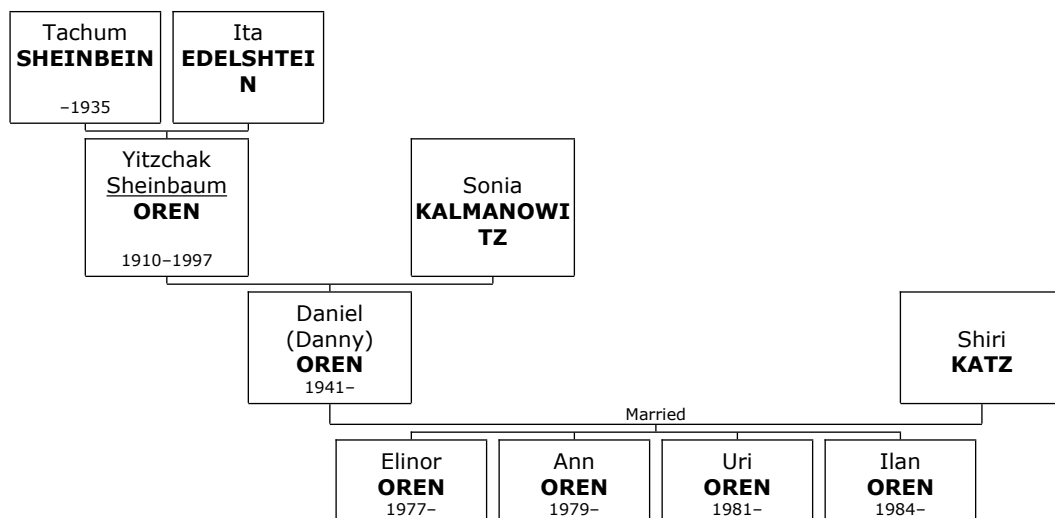 Tachum
SHEINBEIN
–1935
Ita
EDELSHTEI
N
Yitzchak
Sheinbaum
OREN
1910–1997
Sonia
KALMANOWI
TZ
Daniel
(Danny)
OREN
1941–
Shiri
KATZ
Married
Elinor
OREN
1977–
Ann
OREN
1979–
Uri
OREN
1981–
Ilan
OREN
1984–